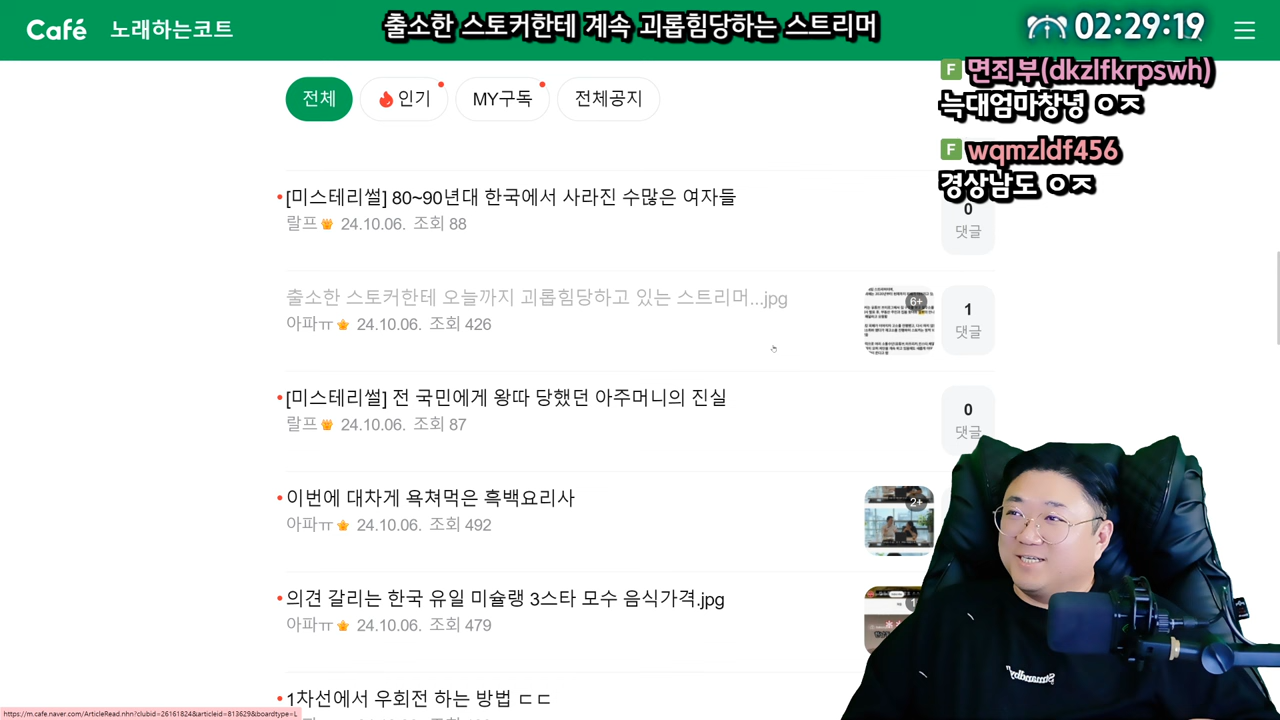 Café 노래하는코트
출소한 스토커한테 계속 괴롭힘당하는 스트리머
02:29:19
F 면죄부(dkzlfkrpswh)
늑대엄마창녕 ㅇㅈ
F wqmzldf456
경상남도 ㅇㅈ
전체 인기 MY구독 전체공지
[미스테리썰] 80~90년대 한국에서 사라진 수많은 여자들
랄프 24.10.06. 조회 88
0
댓글
출소한 스토커한테 오늘까지 괴롭힘당하고 있는 스트리머...jpg
아파ㅠ 24.10.06. 조회 426
6+
1
댓글
[미스테리썰] 전 국민에게 왕따 당했던 아주머니의 진실
랄프 24.10.06. 조회 87
0
댓글
이번에 대차게 욕쳐먹은 흑백요리사
아파ㅠ 24.10.06. 조회 492
2+
의견 갈리는 한국 유일 미슐랭 3스타 모수 음식가격.jpg
아파ㅠ 24.10.06. 조회 479
1차선에서 우회전 하는 방법 ㄷㄷ
https://m.cafe.naver.com/ArticleRead.nhn?clubid=26161824&articleid=813629&boardtype=L